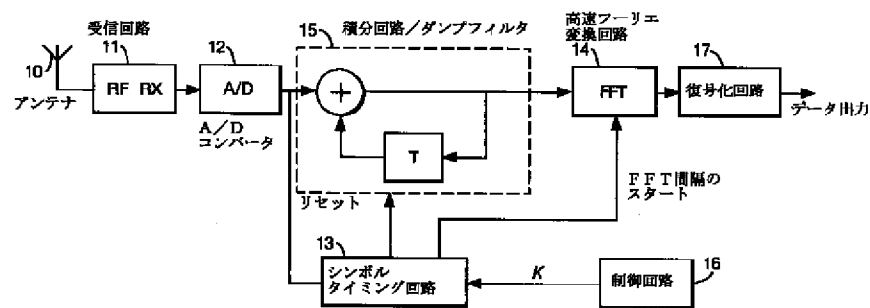 受信回路
11
10
RF RX
アンテナ
12
A/D
A/D
コンバータ
15
積分回路/ダンプフィルタ
+
T
リセット
高速フーリエ
変換回路
14
FFT
17
復号化回路
データ出力
FFT間隔の
スタート
13
シンボル
タイミング回路
K
制御回路
16